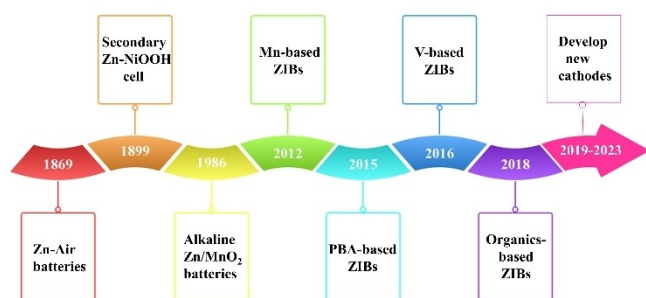 Secondary
Zn-NiOOH
cell
Mn-based
ZIBs
V-based
ZIBs
Develop
new
cathodes
1869
1899
1986
2012
2015
2016
2018
2019-2023
Zn-Air
batteries
Alkaline
Zn/MnO₂
batteries
PBA-based
ZIBs
Organics-
based
ZIBs